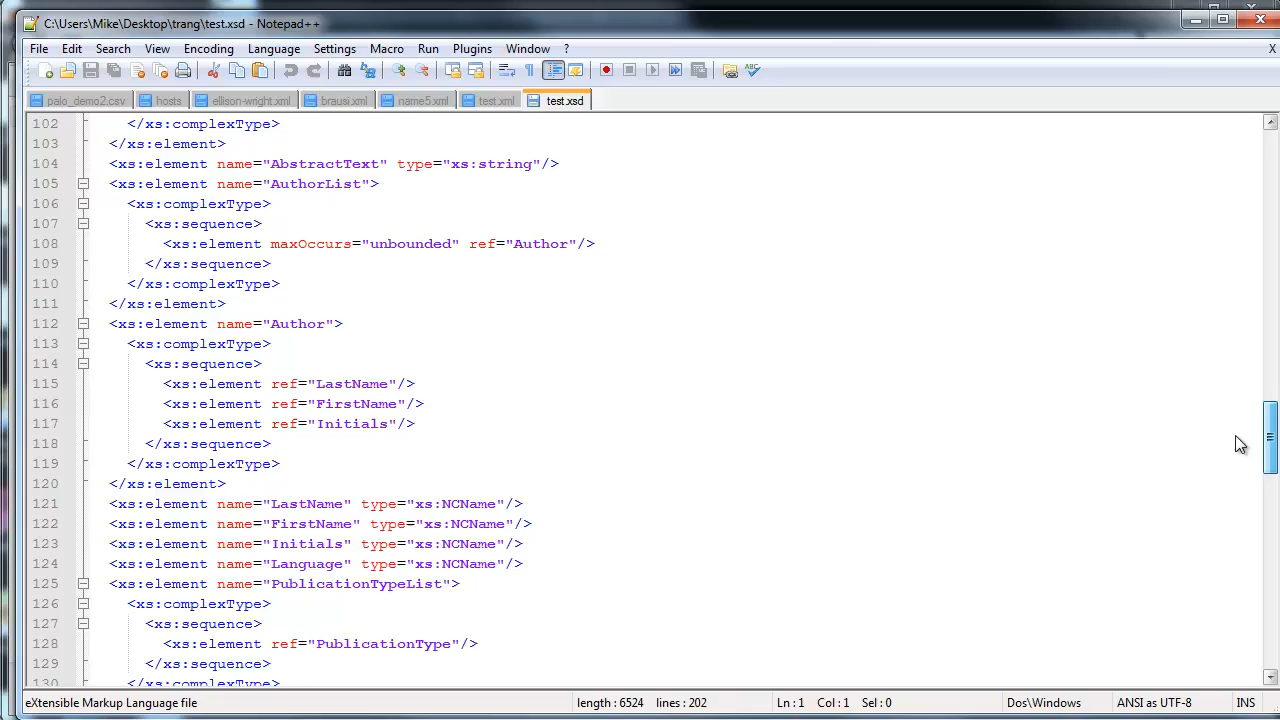 C:\Users\Mike\Desktop\trang\test.xsd - Notepad++
File Edit Search View Encoding Language Settings Macro Run Plugins Window ? X
palo_demo2.csv hosts ellison-wright.xml brausi.xml name5.xml test.xml test.xsd
102 </xs:complexType>
103 </xs:element>
104 <xs:element name="AbstractText" type="xs:string"/>
105 <xs:element name="AuthorList">
106 <xs:complexType>
107 <xs:sequence>
108 <xs:element maxOccurs="unbounded" ref="Author"/>
109 </xs:sequence>
110 </xs:complexType>
111 </xs:element>
112 <xs:element name="Author">
113 <xs:complexType>
114 <xs:sequence>
115 <xs:element ref="LastName"/>
116 <xs:element ref="FirstName"/>
117 <xs:element ref="Initials"/>
118 </xs:sequence>
119 </xs:complexType>
120 </xs:element>
121 <xs:element name="LastName" type="xs:NCName"/>
122 <xs:element name="FirstName" type="xs:NCName"/>
123 <xs:element name="Initials" type="xs:NCName"/>
124 <xs:element name="Language" type="xs:NCName"/>
125 <xs:element name="PublicationTypeList">
126 <xs:complexType>
127 <xs:sequence>
128 <xs:element ref="PublicationType"/>
129 </xs:sequence>
130 </xs:complexType>
eXtensible Markup Language file length : 6524 lines : 202 Ln : 1 Col : 1 Sel : 0 Dos\Windows ANSI as UTF-8 INS